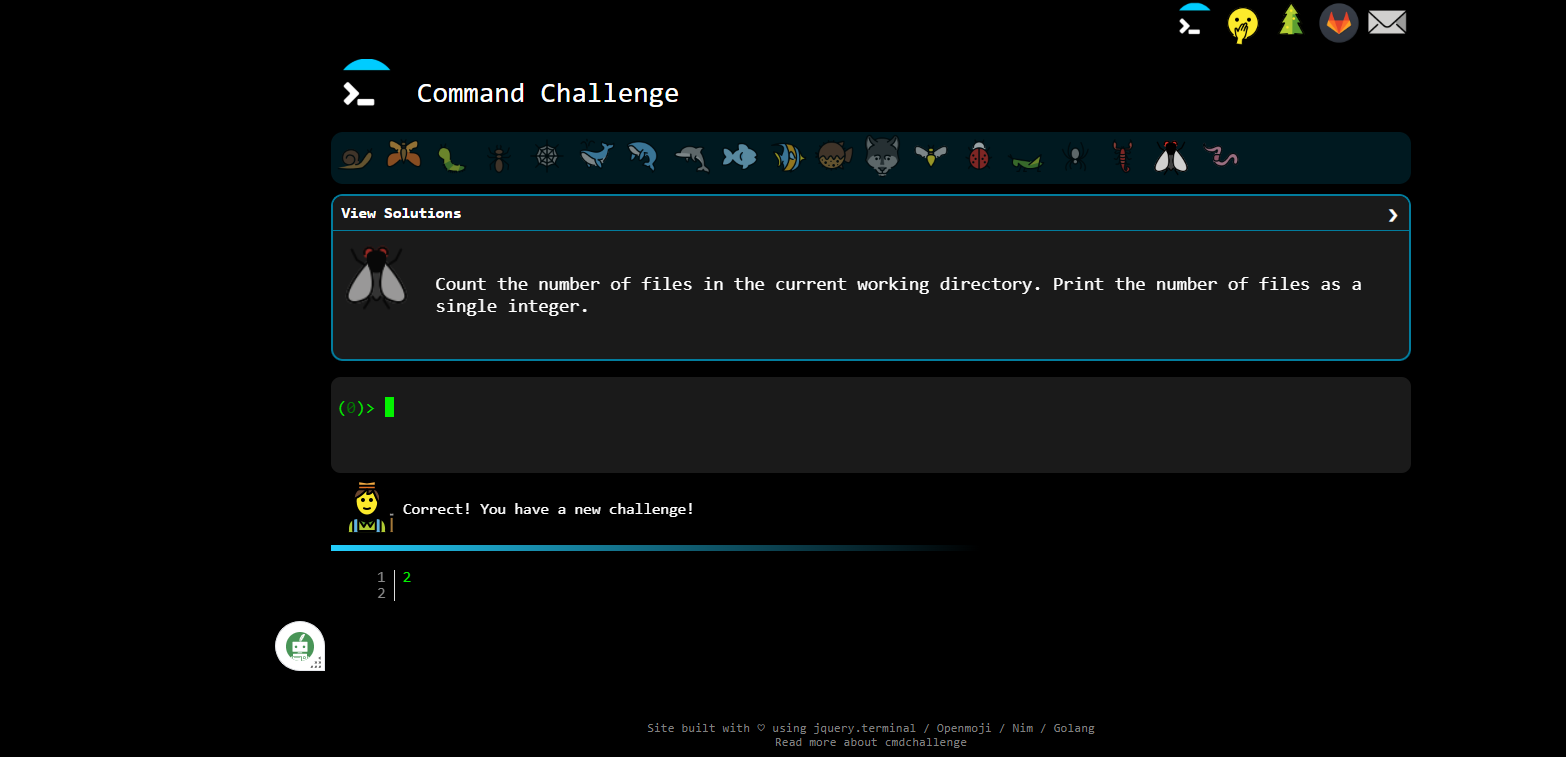 Command Challenge
View Solutions
Count the number of files in the current working directory. Print the number of files as a
single integer.
(0)>
Correct! You have a new challenge!
1 2
2
Site built with ♡ using jquery.terminal / Openmoji / Nim / Golang
Read more about cmdchallenge